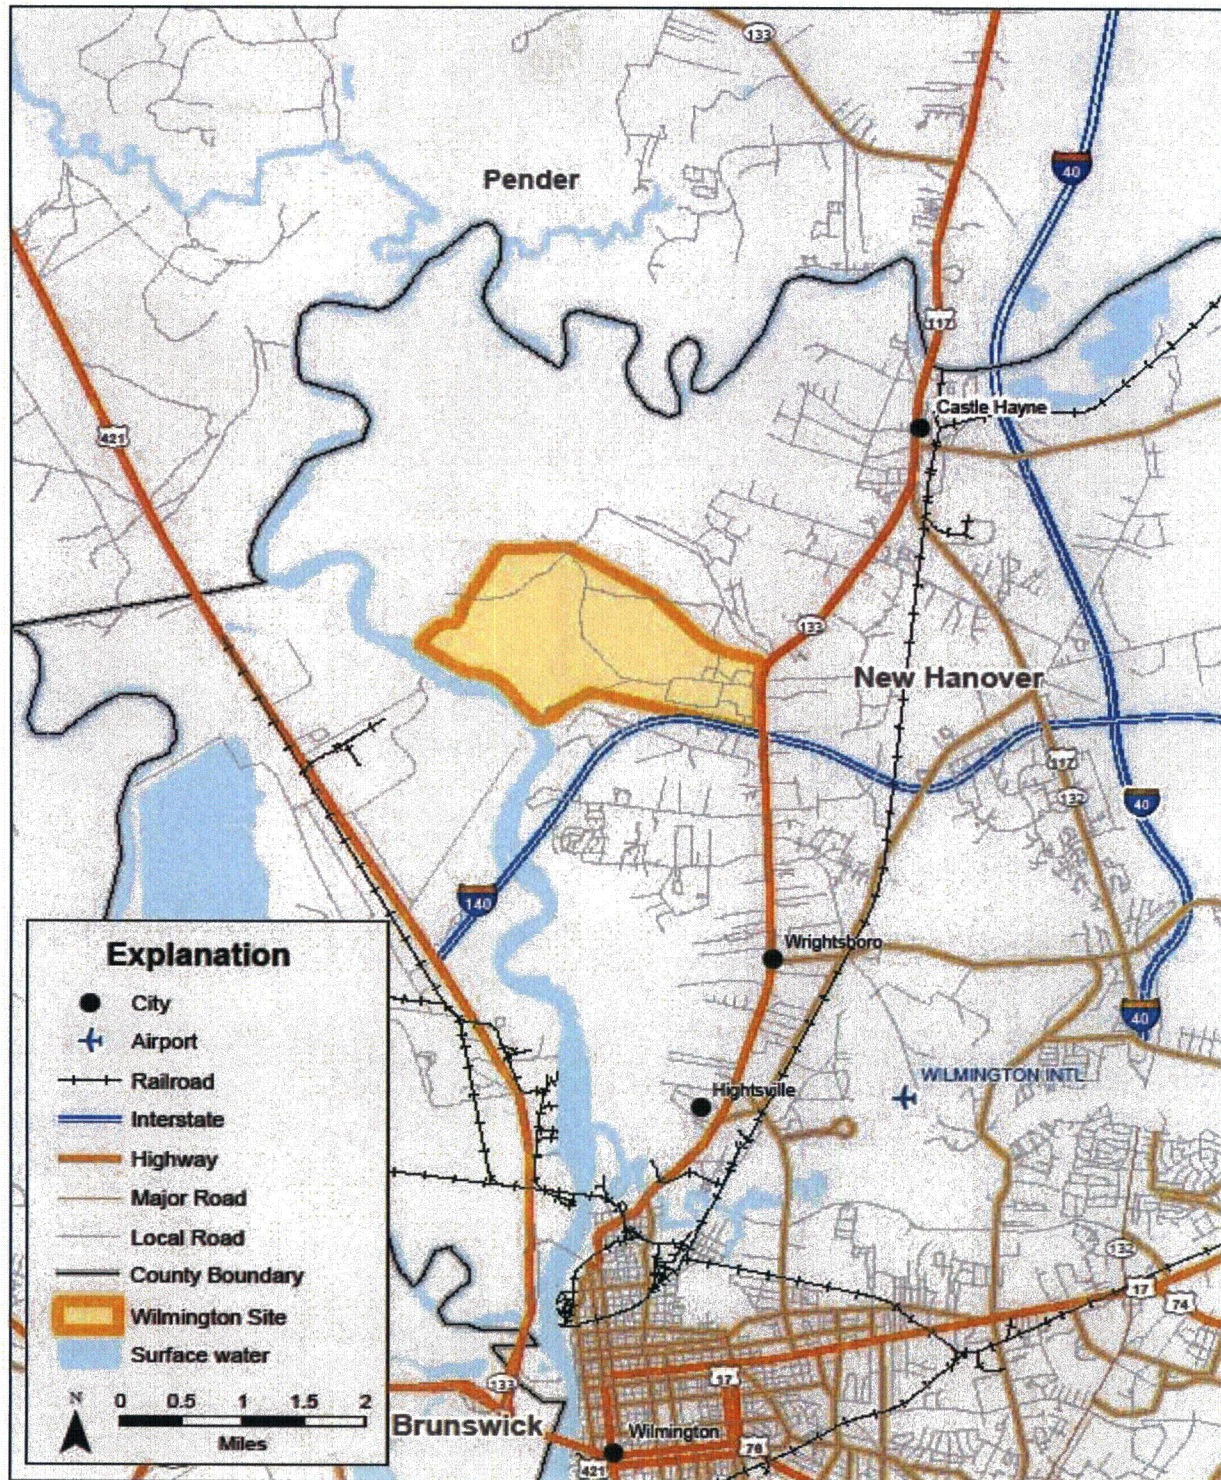 133
40
Pender
117
Castle Hayne
421
133
New Hanover
117
132
40
140
Wrightsboro
40
WILMINGTON INTL
Hightsville
132
17
74
17
133
Brunswick
Wilmington
76
421
Explanation
City
Airport
Railroad
Interstate
Highway
Major Road
Local Road
County Boundary
Wilmington Site
Surface water
N
0 0.5 1 1.5 2
Miles